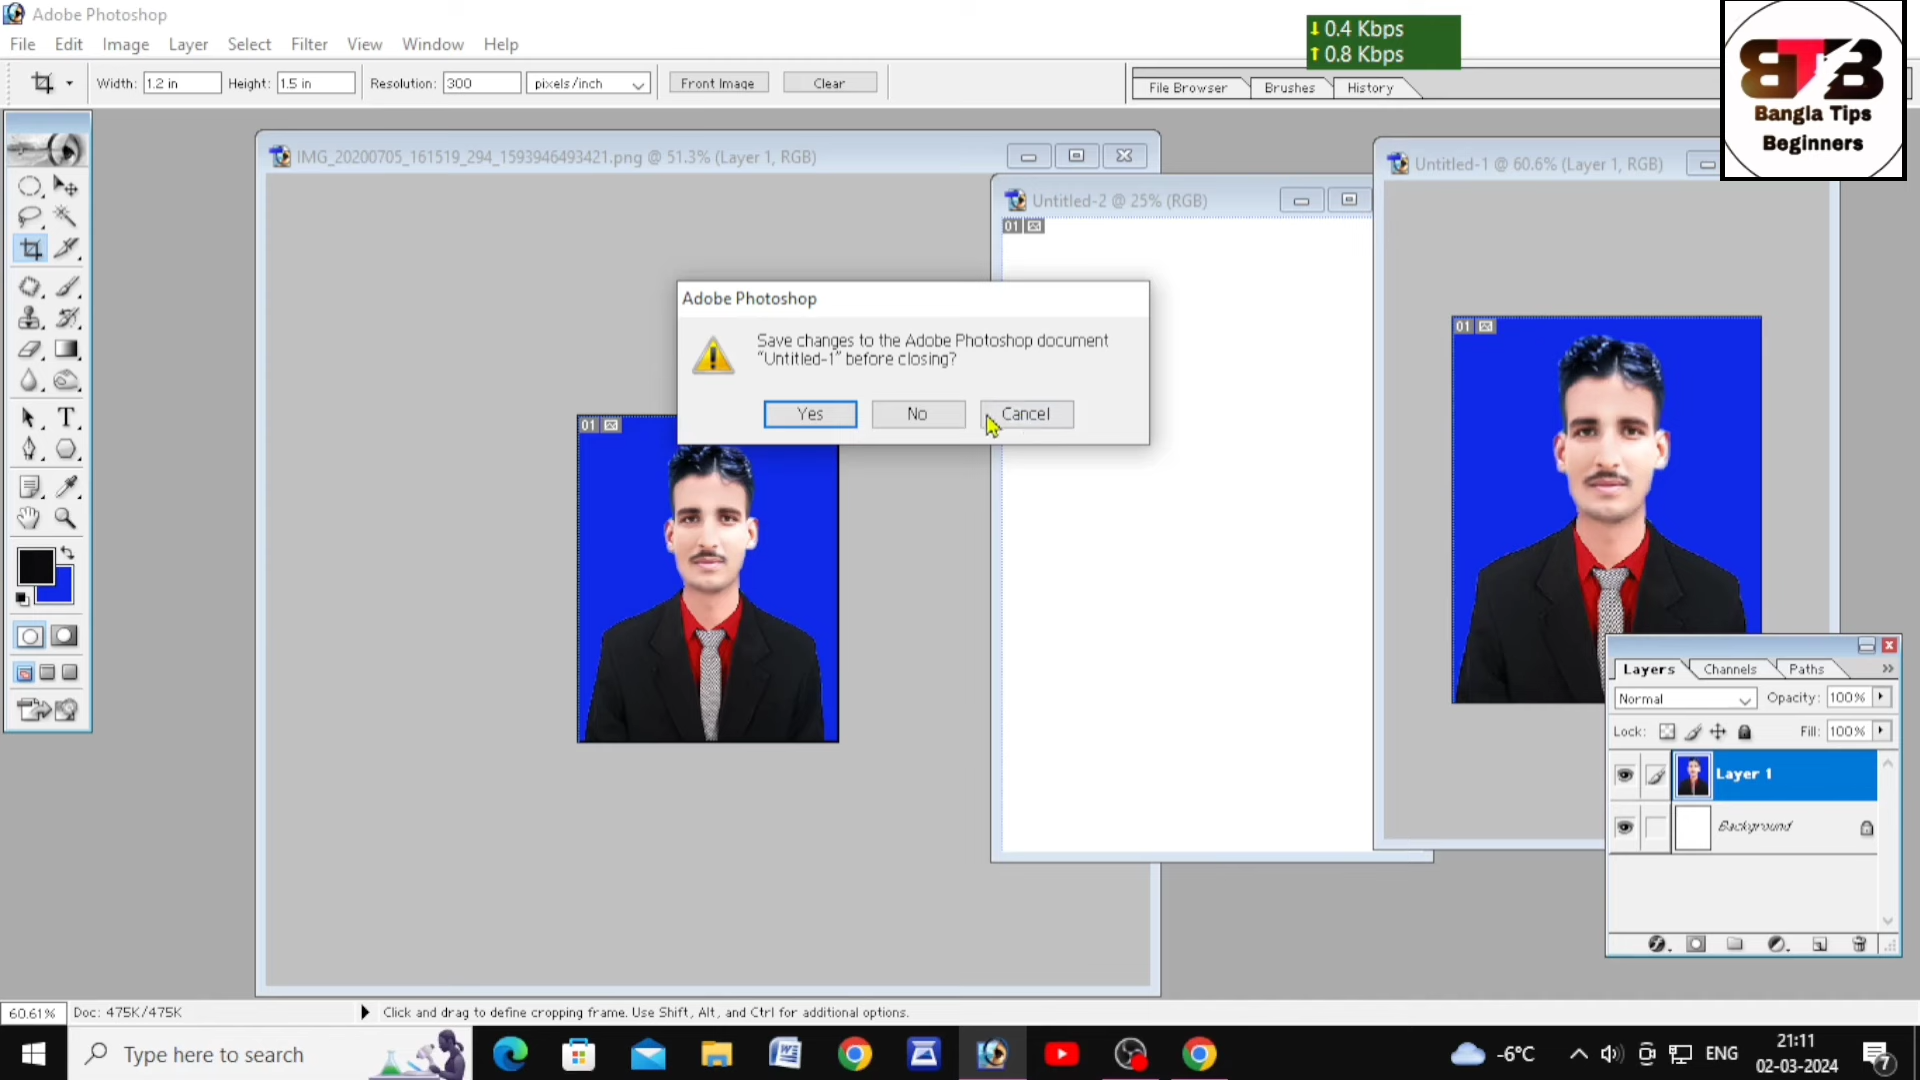 Adobe Photoshop
File Edit Image Layer Select Filter View Window Help
0.4 Kbps
0.8 Kbps
BTB
Bangla Tips
Beginners
Width: 1.2 in Height: 1.5 in Resolution: 300 pixels/inch Front Image Clear
File Browser Brushes History
IMG_20200705_161519_294_1593946493421.png @ 51.3% (Layer 1, RGB)
Untitled-2 @ 25% (RGB)
Untitled-1 @ 60.6% (Layer 1, RGB)
01
01
01
Adobe Photoshop
Save changes to the Adobe Photoshop document
“Untitled-1” before closing?
Yes No Cancel
Layers Channels Paths
Normal Opacity: 100%
Lock: Fill: 100%
Layer 1
Background
60.61% Doc: 475K/475K Click and drag to define cropping frame. Use Shift, Alt, and Ctrl for additional options.
Type here to search
-6°C ENG
21:11
02-03-2024
7